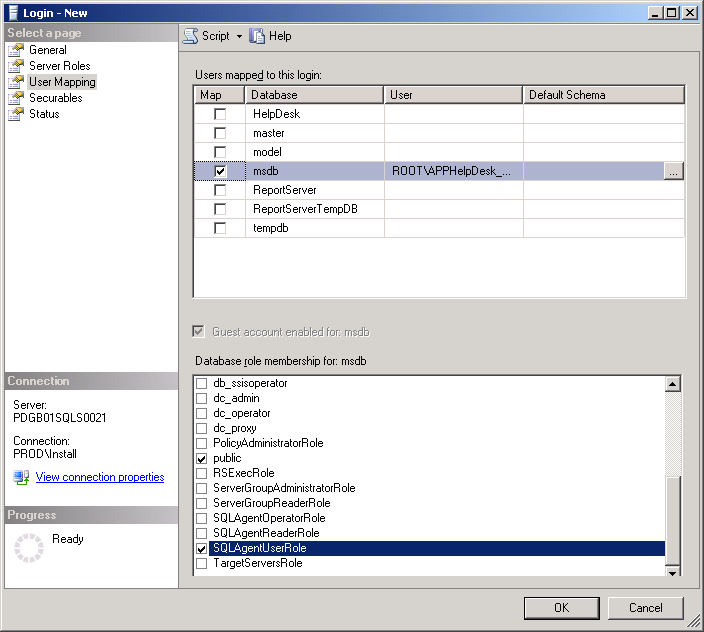 Login - New
Select a page
General
Server Roles
User Mapping
Securables
Status
Script Help
Users mapped to this login:
Map Database User Default Schema
HelpDesk
master
model
msdb ROOT\APPHelpDesk_... ...
ReportServer
ReportServerTempDB
tempdb
Guest account enabled for: msdb
Database role membership for: msdb
db_ssisoperator
dc_admin
dc_operator
dc_proxy
PolicyAdministratorRole
public
RSExecRole
ServerGroupAdministratorRole
ServerGroupReaderRole
SQLAgentOperatorRole
SQLAgentReaderRole
SQLAgentUserRole
TargetServersRole
Connection
Server:
PDGB01SQLS0021
Connection:
PROD\Install
View connection properties
Progress
Ready
OK Cancel